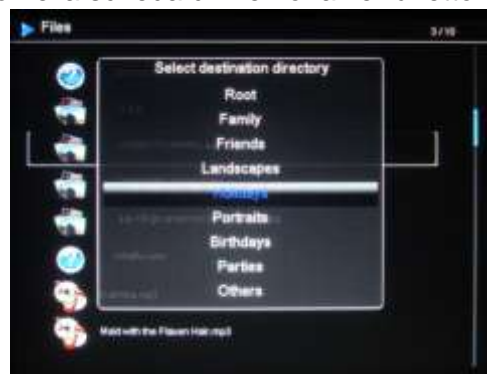 Files
3/10
Select destination directory
Root
Family
Friends
Landscapes
Holidays
Portraits
Birthdays
Parties
Others
Maid with the Flaxen Hair.mp3